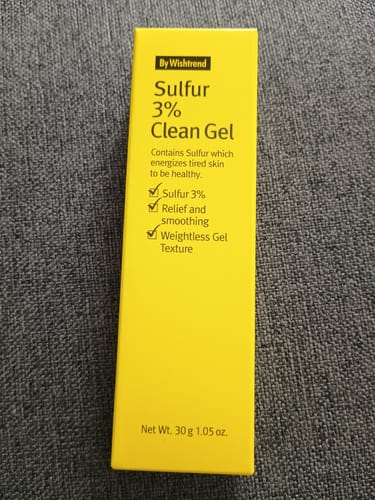 By Wishtrend
Sulfur
3%
Clean Gel
Contains Sulfur which
energizes tired skin
to be healthy.
Sulfur 3%
Relief and
smoothing
Weightless Gel
Texture
Net Wt. 30 g 1.05 oz.